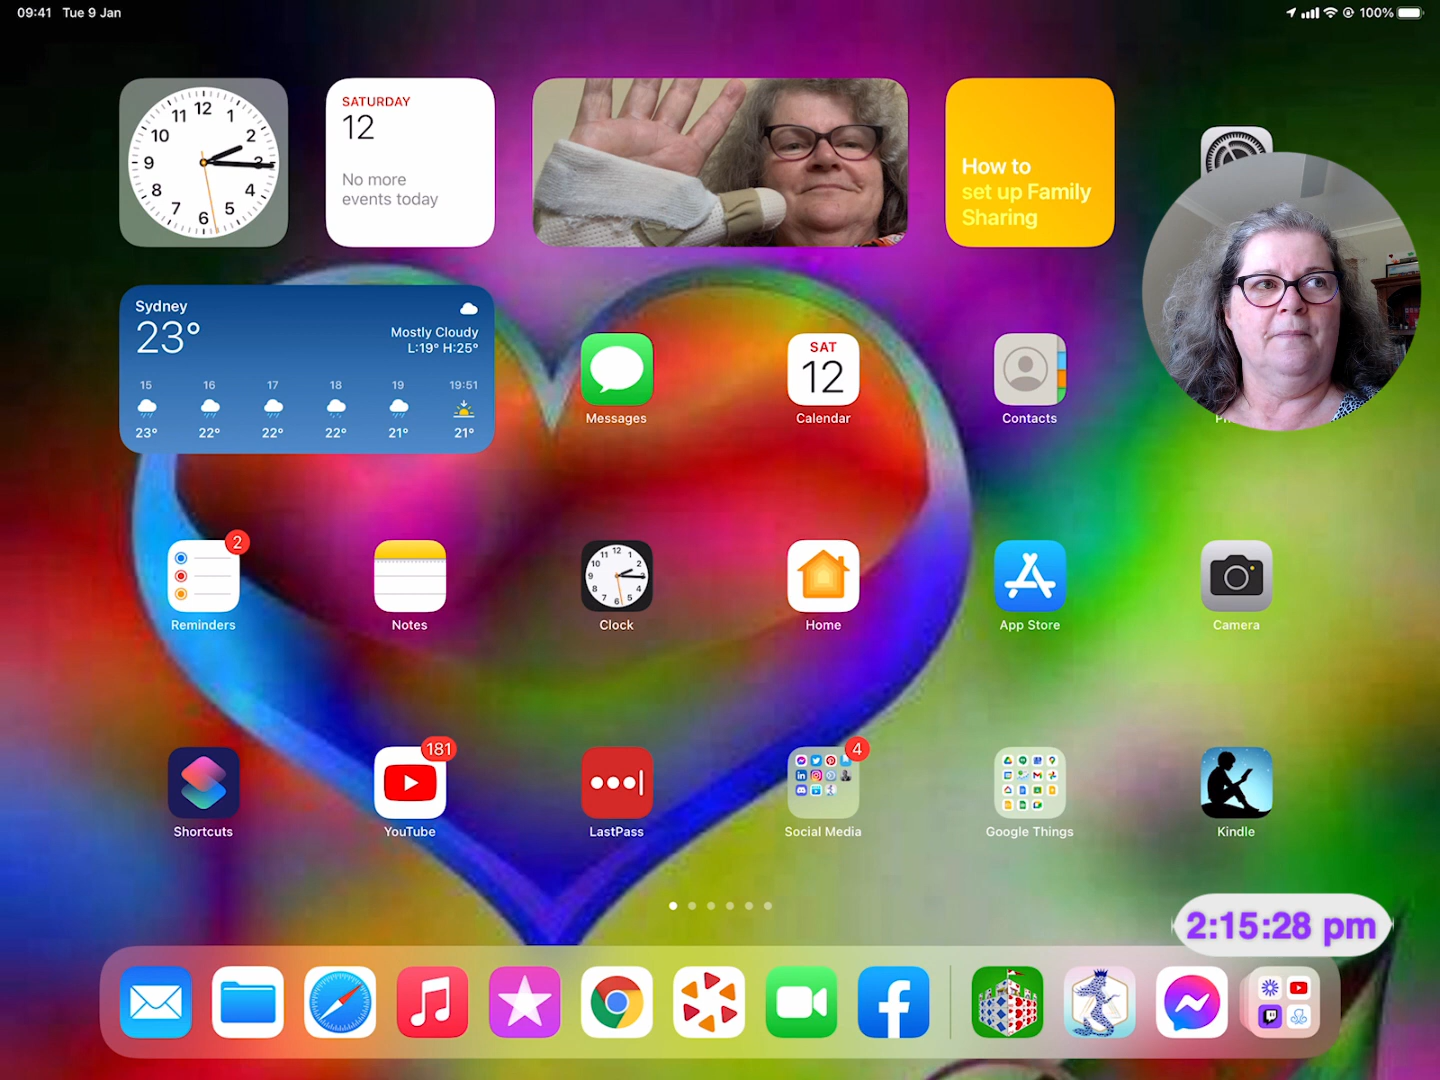 09:41 Tue 9 Jan
100%
12
11 1
10 2
9 3
8 4
7 5
6
SATURDAY
12
No more
events today
How to
set up Family
Sharing
Sydney
23°
Mostly Cloudy
L:19° H:25°
15 16 17 18 19 19:51
23° 22° 22° 22° 21° 21°
Messages
SAT
12
Calendar
Contacts
2
Reminders
Notes
Clock
Home
App Store
Camera
Shortcuts
181
YouTube
LastPass
4
Social Media
Google Things
Kindle
2:15:28 pm